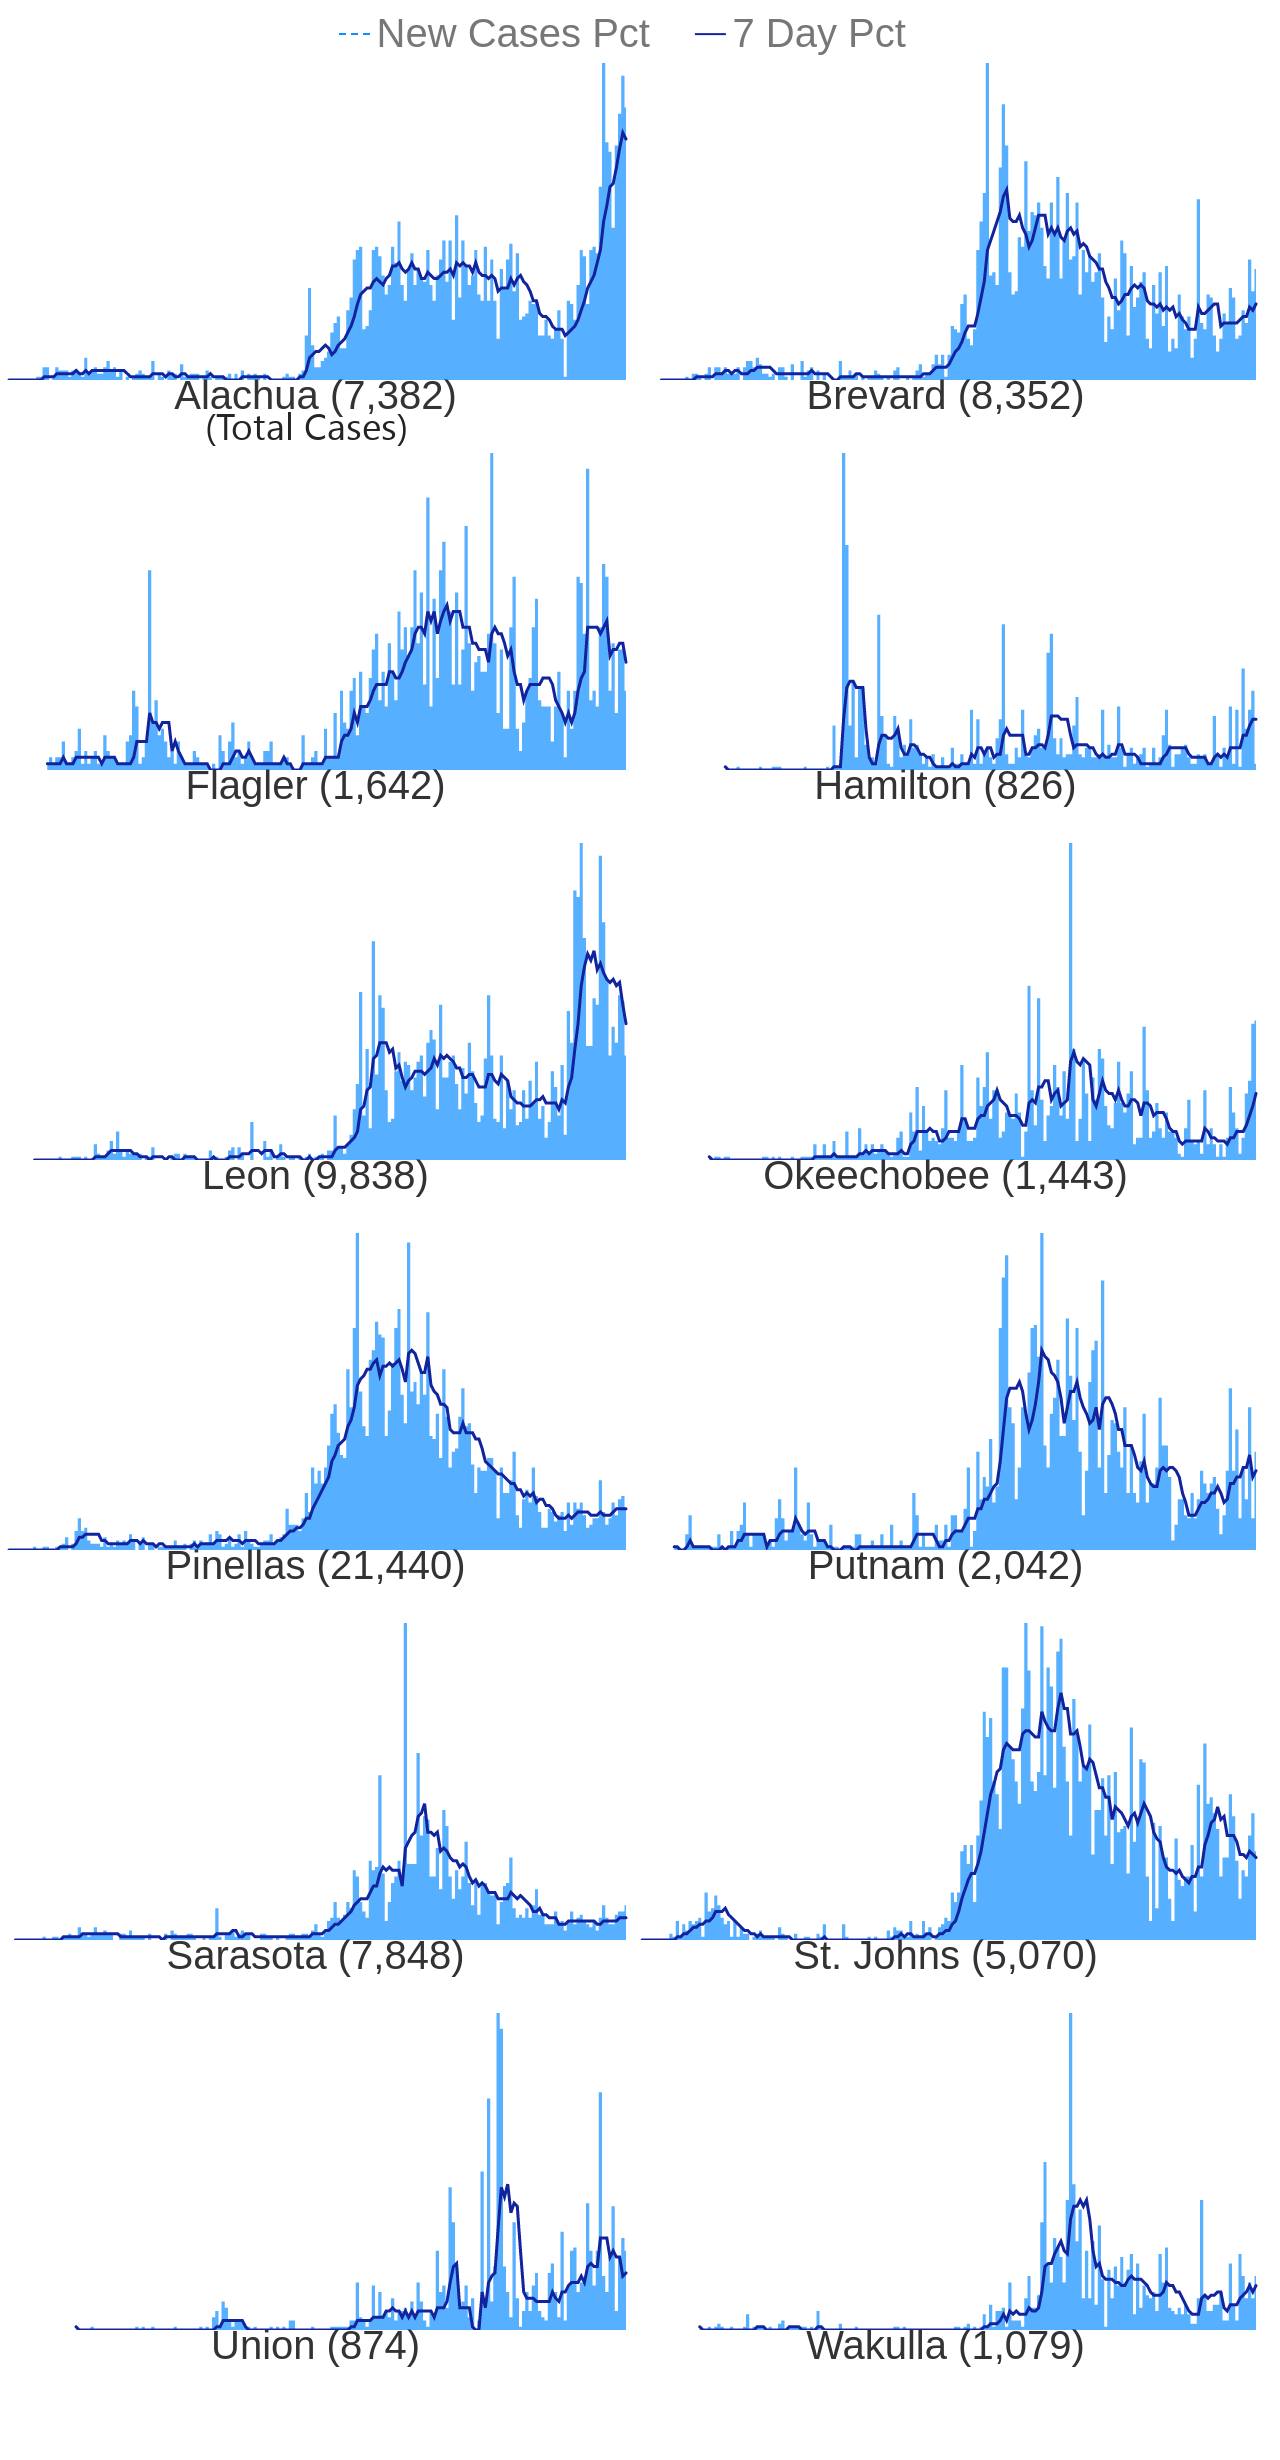 New Cases Pct 7 Day Pct
Alachua (7,382) Brevard (8,352)
(Total Cases)
Flagler (1,642) Hamilton (826)
Leon (9,838) Okeechobee (1,443)
Pinellas (21,440) Putnam (2,042)
Sarasota (7,848) St. Johns (5,070)
Union (874) Wakulla (1,079)